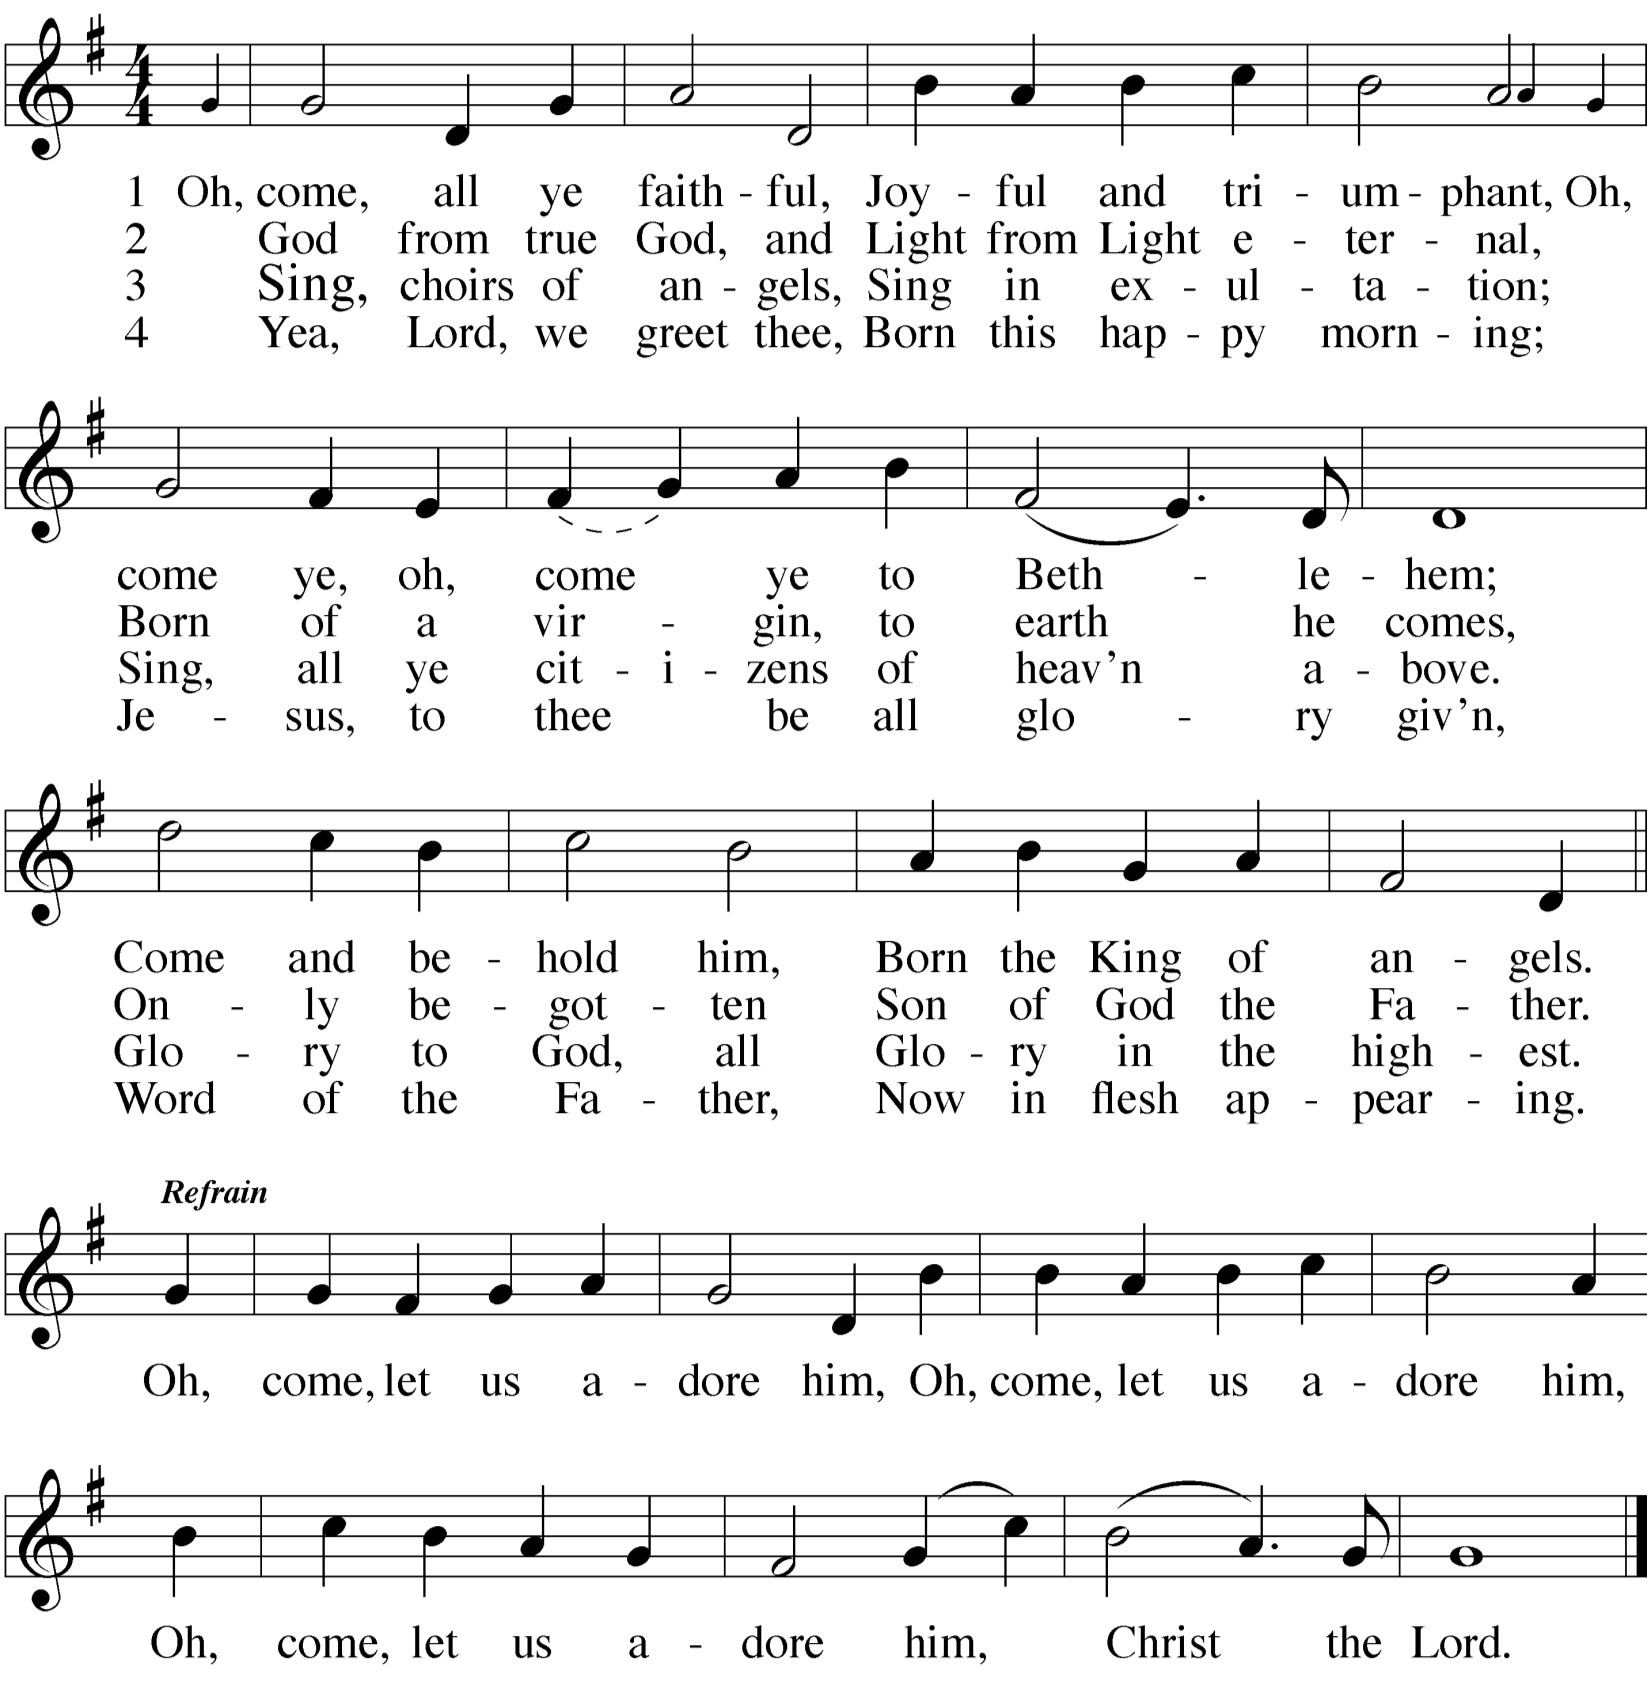 4
4
1 Oh, come, all ye faith - ful, Joy - ful and tri - um - phant, Oh,
2 God from true God, and Light from Light e - ter - nal,
3 Sing, choirs of an - gels, Sing in ex - ul - ta - tion;
4 Yea, Lord, we greet thee, Born this hap - py morn - ing;
come ye, oh, come ye to Beth - le - hem;
Born of a vir - gin, to earth he comes,
Sing, all ye cit - i - zens of heav’n a - bove.
Je - sus, to thee be all glo - ry giv’n,
Come and be - hold him, Born the King of an - gels.
On - ly be - got - ten Son of God the Fa - ther.
Glo - ry to God, all Glo - ry in the high - est.
Word of the Fa - ther, Now in flesh ap - pear - ing.
Refrain
Oh, come, let us a - dore him, Oh, come, let us a - dore him,
Oh, come, let us a - dore him, Christ the Lord.